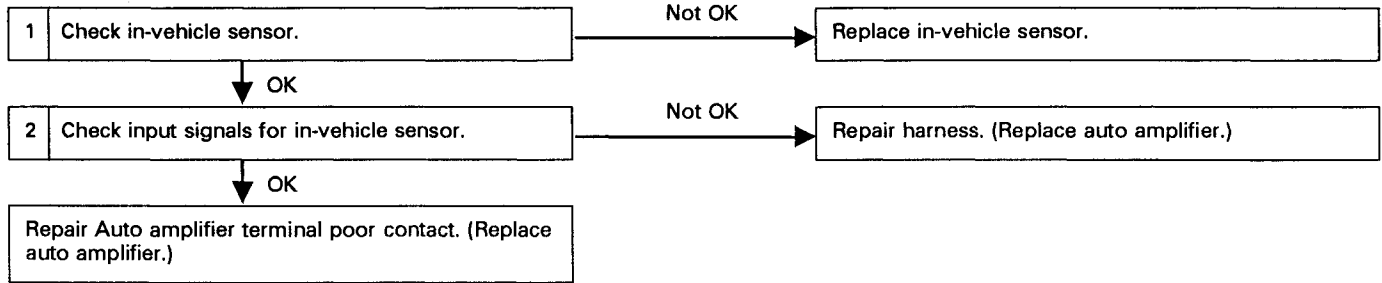 1 Check in-vehicle sensor.
Not OK
Replace in-vehicle sensor.
OK
2 Check input signals for in-vehicle sensor.
Not OK
Repair harness. (Replace auto amplifier.)
OK
Repair Auto amplifier terminal poor contact. (Replace
auto amplifier.)